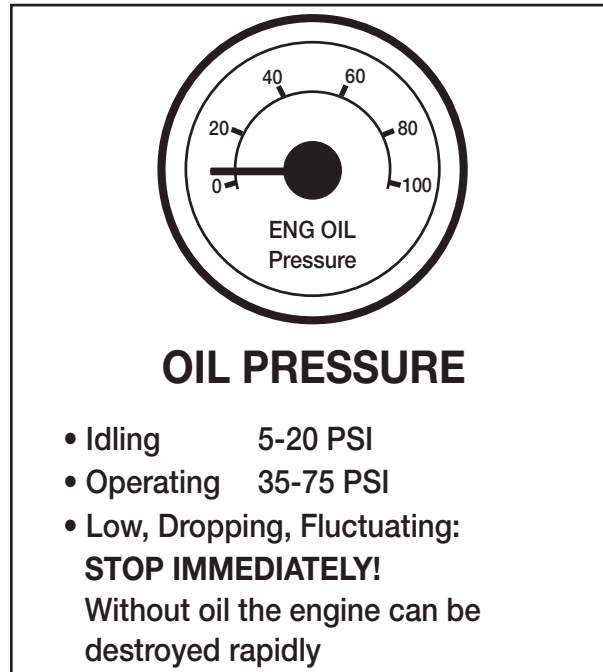 40 60
20 80
0 100
ENG OIL
Pressure
OIL PRESSURE
• Idling 5-20 PSI
• Operating 35-75 PSI
• Low, Dropping, Fluctuating:
STOP IMMEDIATELY!
Without oil the engine can be
destroyed rapidly